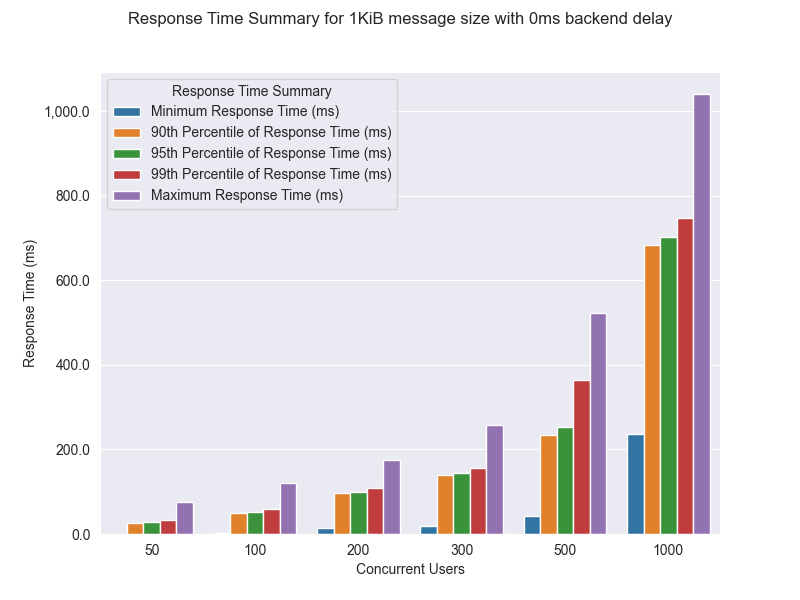 Response Time Summary for 1KiB message size with 0ms backend delay
Response Time Summary
Minimum Response Time (ms)
90th Percentile of Response Time (ms)
95th Percentile of Response Time (ms)
99th Percentile of Response Time (ms)
Maximum Response Time (ms)
1,000.0
800.0
600.0
400.0
200.0
0.0
Response Time (ms)
50 100 200 300 500 1000
Concurrent Users